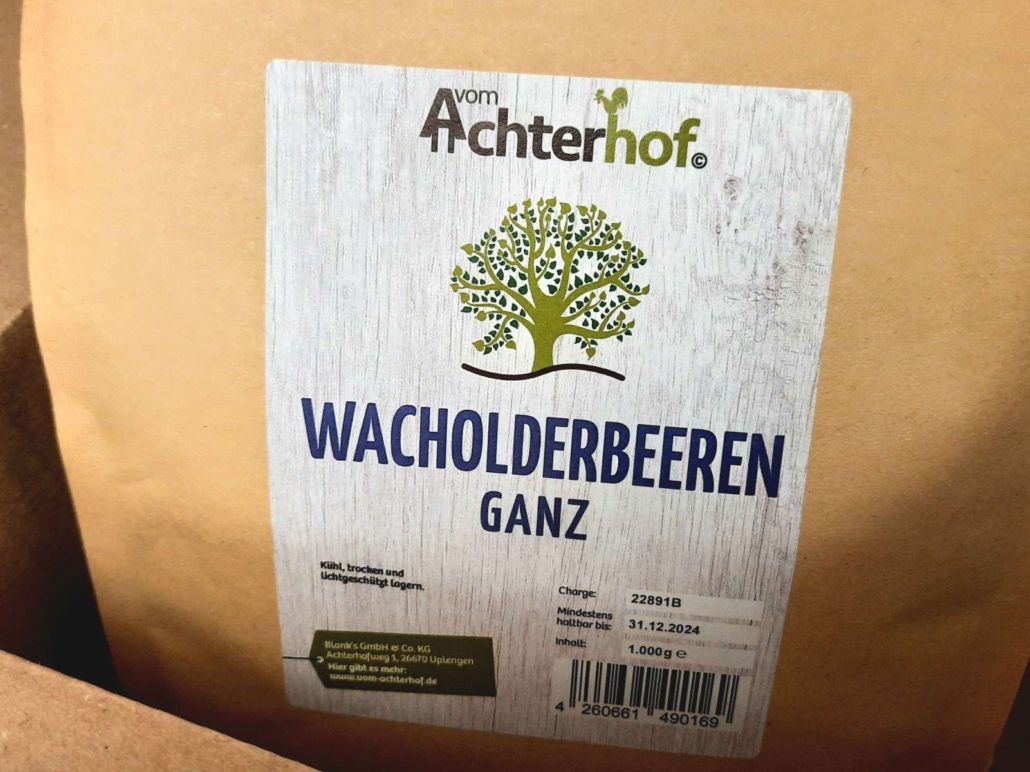 vom
Achterhof©
WACHOLDERBEEREN
GANZ
Kühl, trocken und
lichtgeschützt lagern.
Charge: 22891B
Mindestens
haltbar bis: 31.12.2024
Inhalt: 1.000g ℮
Blank's GmbH & Co. KG
Achterhofweg 1, 26670 Uplengen
Hier gibt es mehr:
www.vom-achterhof.de
4 260661 490169